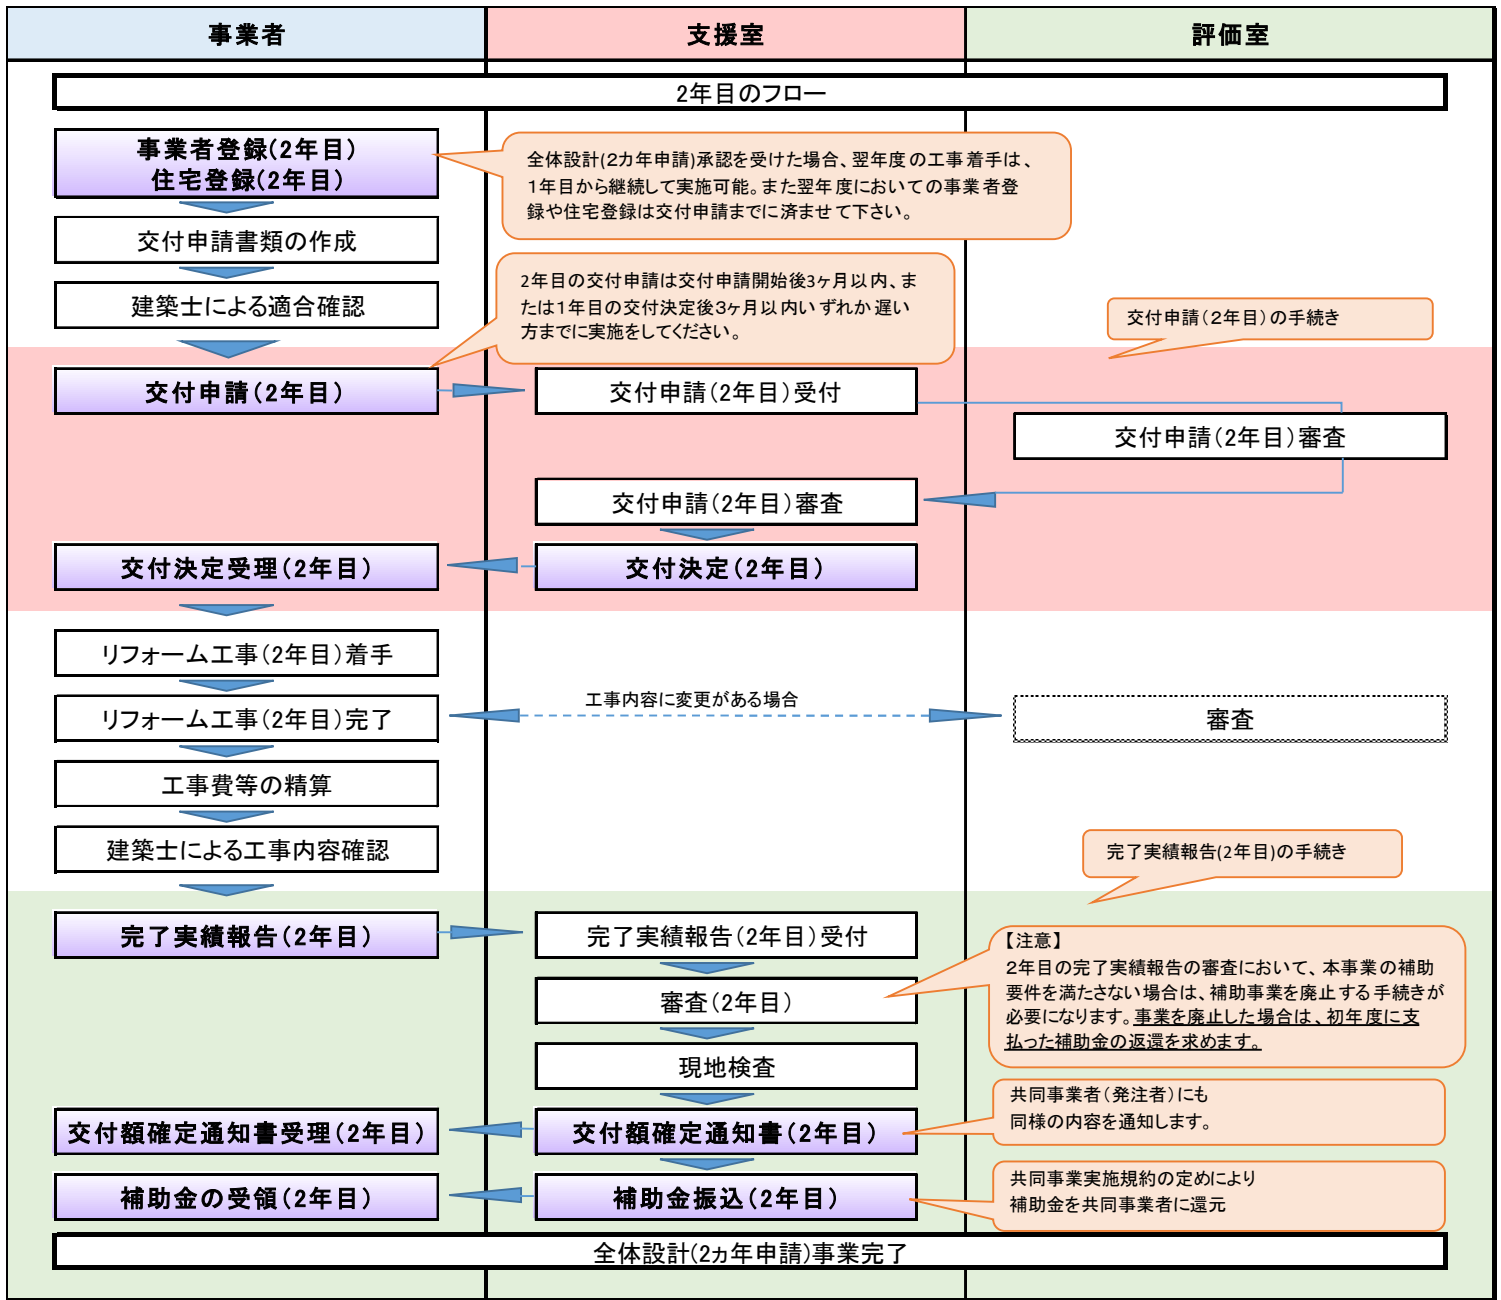 事業者
支援室
評価室
2年目のフロー
事業者登録(2年目)
住宅登録(2年目)
全体設計(2カ年申請)承認を受けた場合、翌年度の工事着手は、
1年目から継続して実施可能。また翌年度においての事業者登
録や住宅登録は交付申請までに済ませて下さい。
交付申請書類の作成
建築士による適合確認
2年目の交付申請は交付申請開始後3ヶ月以内、ま
たは1年目の交付決定後3ヶ月以内いずれか遅い
方までに実施をしてください。
交付申請(2年目)の手続き
交付申請(2年目)
交付申請(2年目)受付
交付申請(2年目)審査
交付申請(2年目)審査
交付決定受理(2年目)
交付決定(2年目)
リフォーム工事(2年目)着手
リフォーム工事(2年目)完了
工事内容に変更がある場合
審査
工事費等の精算
建築士による工事内容確認
完了実績報告(2年目)の手続き
完了実績報告(2年目)
完了実績報告(2年目)受付
【注意】
2年目の完了実績報告の審査において、本事業の補助
要件を満たさない場合は、補助事業を廃止する手続きが
必要になります。事業を廃止した場合は、初年度に支
払った補助金の返還を求めます。
審査(2年目)
現地検査
共同事業者(発注者)にも
同様の内容を通知します。
交付額確定通知書受理(2年目)
交付額確定通知書(2年目)
共同事業実施規約の定めにより
補助金を共同事業者に還元
補助金の受領(2年目)
補助金振込(2年目)
全体設計(2ヵ年申請)事業完了